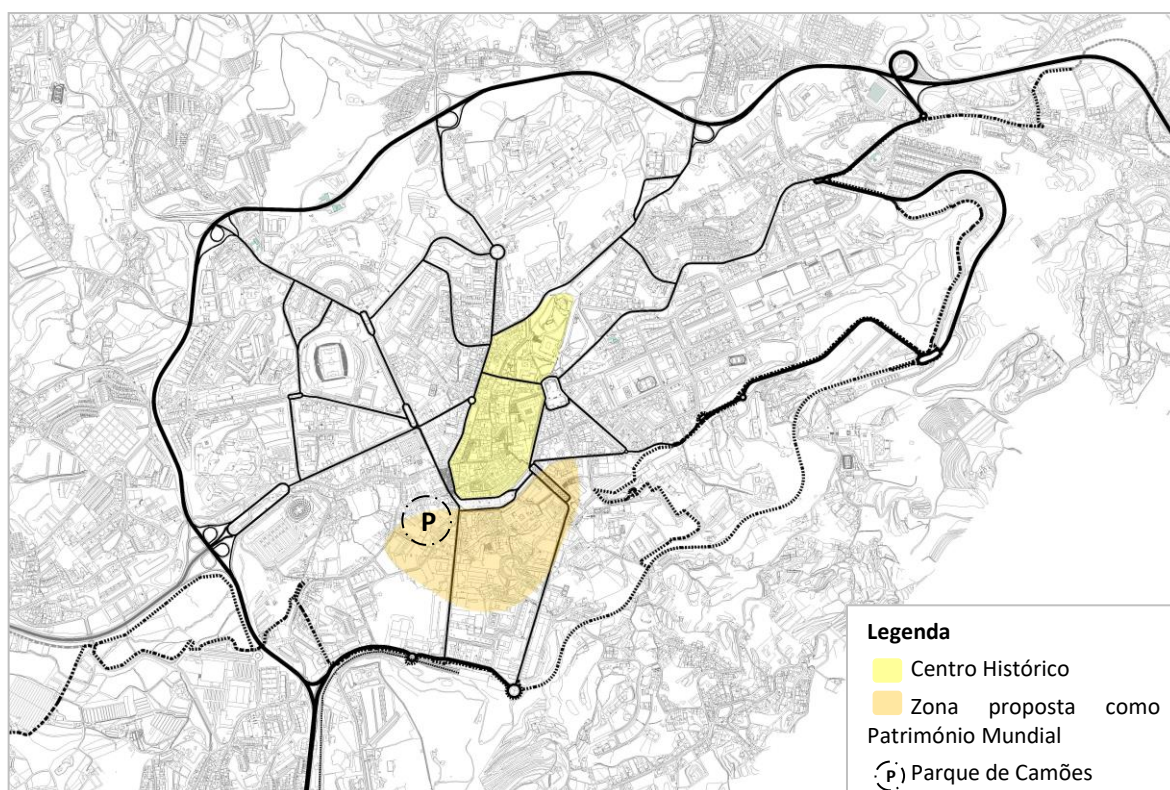 P
Legenda
Centro Histórico
Zona proposta como
Património Mundial
P Parque de Camões